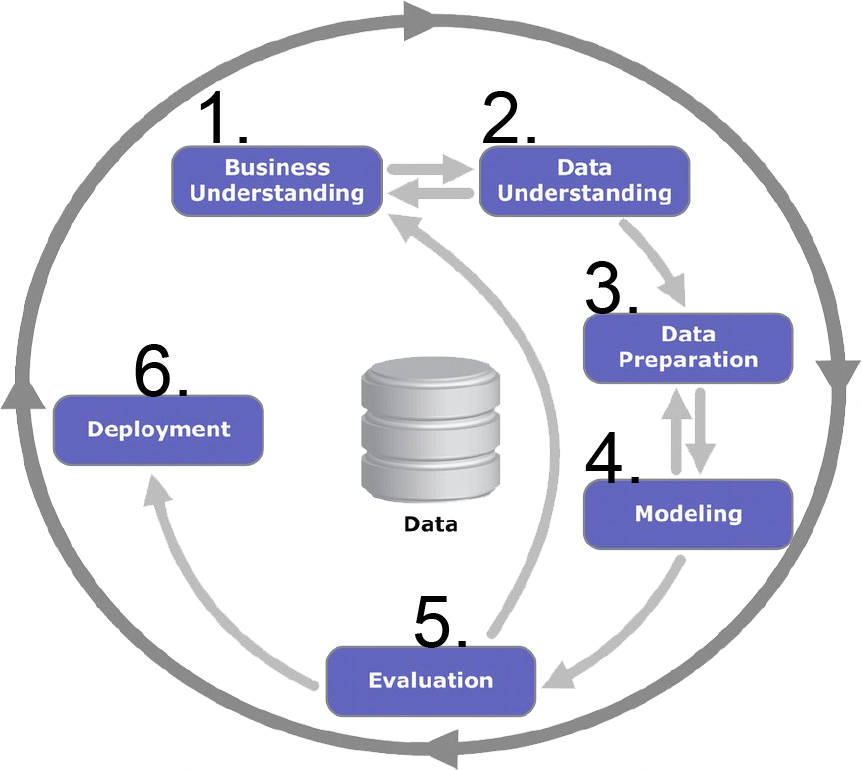 1.
Business
Understanding
2.
Data
Understanding
3.
Data
Preparation
4.
Modeling
5.
Evaluation
6.
Deployment
Data